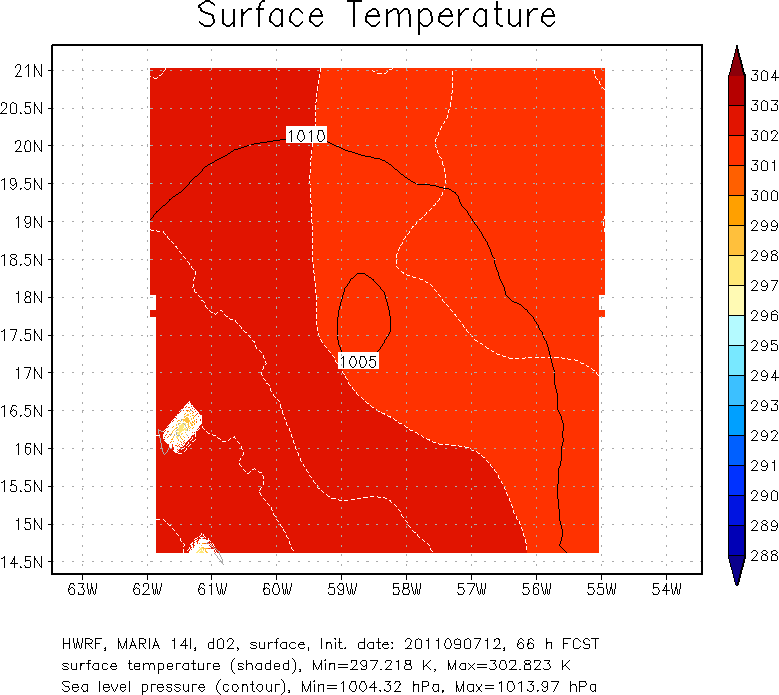 Surface Temperature
21N
20.5N
20N
19.5N
19N
18.5N
18N
17.5N
17N
16.5N
16N
15.5N
15N
14.5N
1010
1005
304
303
302
301
300
299
298
297
296
295
294
293
292
291
290
289
288
63W 62W 61W 60W 59W 58W 57W 56W 55W 54W
HWRF, MARIA 14l, d02, surface, Init. date: 2011090712, 66 h FCST
surface temperature (shaded), Min=297.218 K, Max=302.823 K
Sea level pressure (contour), Min=1004.32 hPa, Max=1013.97 hPa